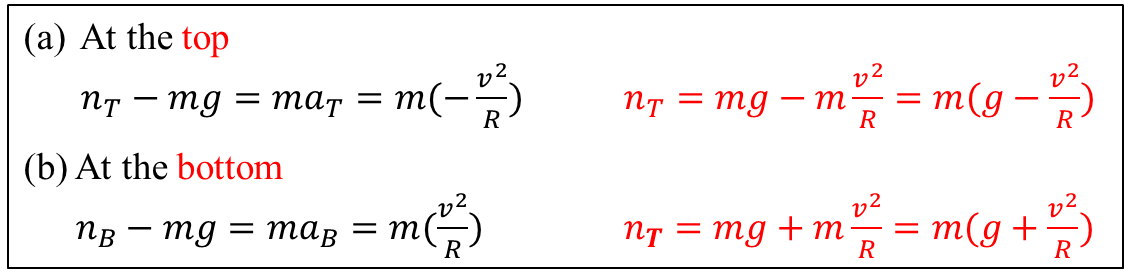 (a) At the top
n_T − mg = ma_T = m(−v²/R)  n_T = mg − m v²/R = m(g − v²/R)
(b) At the bottom
n_B − mg = ma_B = m(v²/R)  n_T = mg + m v²/R = m(g + v²/R)